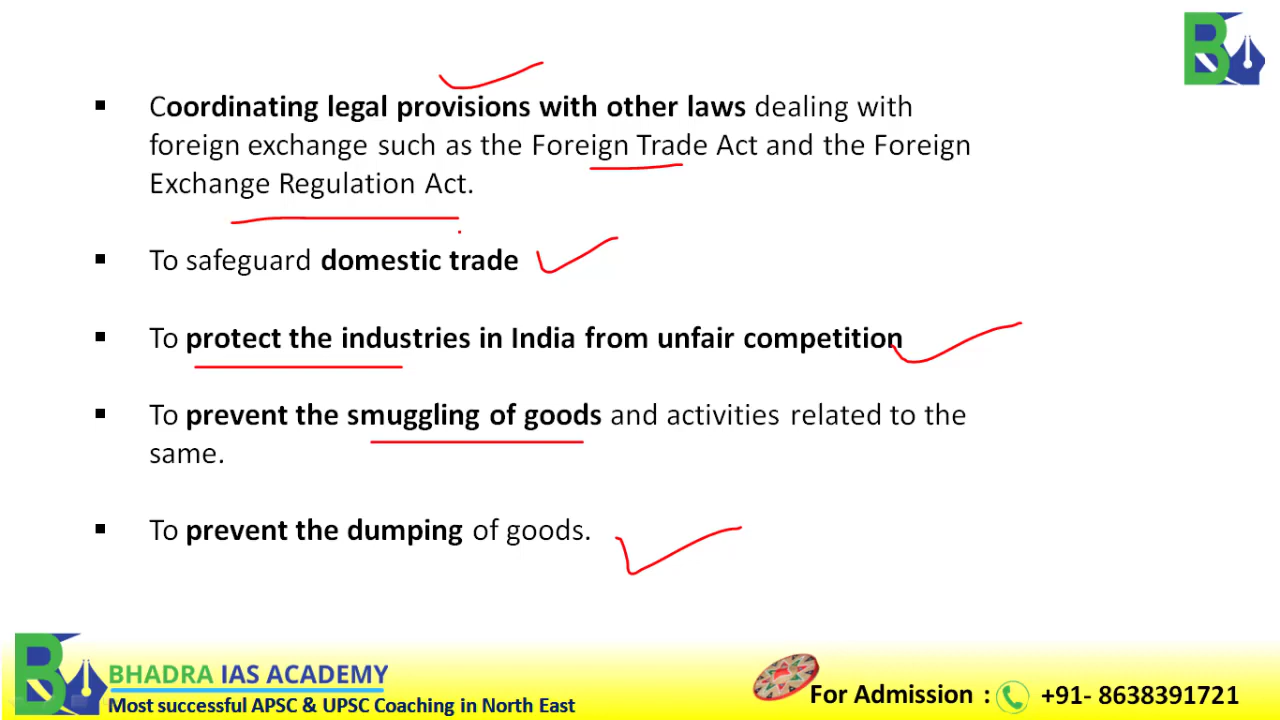 B
▪ Coordinating legal provisions with other laws dealing with
foreign exchange such as the Foreign Trade Act and the Foreign
Exchange Regulation Act.
▪ To safeguard domestic trade
▪ To protect the industries in India from unfair competition
▪ To prevent the smuggling of goods and activities related to the
same.
▪ To prevent the dumping of goods.
B
BHADRA IAS ACADEMY
Most successful APSC & UPSC Coaching in North East
For Admission : +91- 8638391721